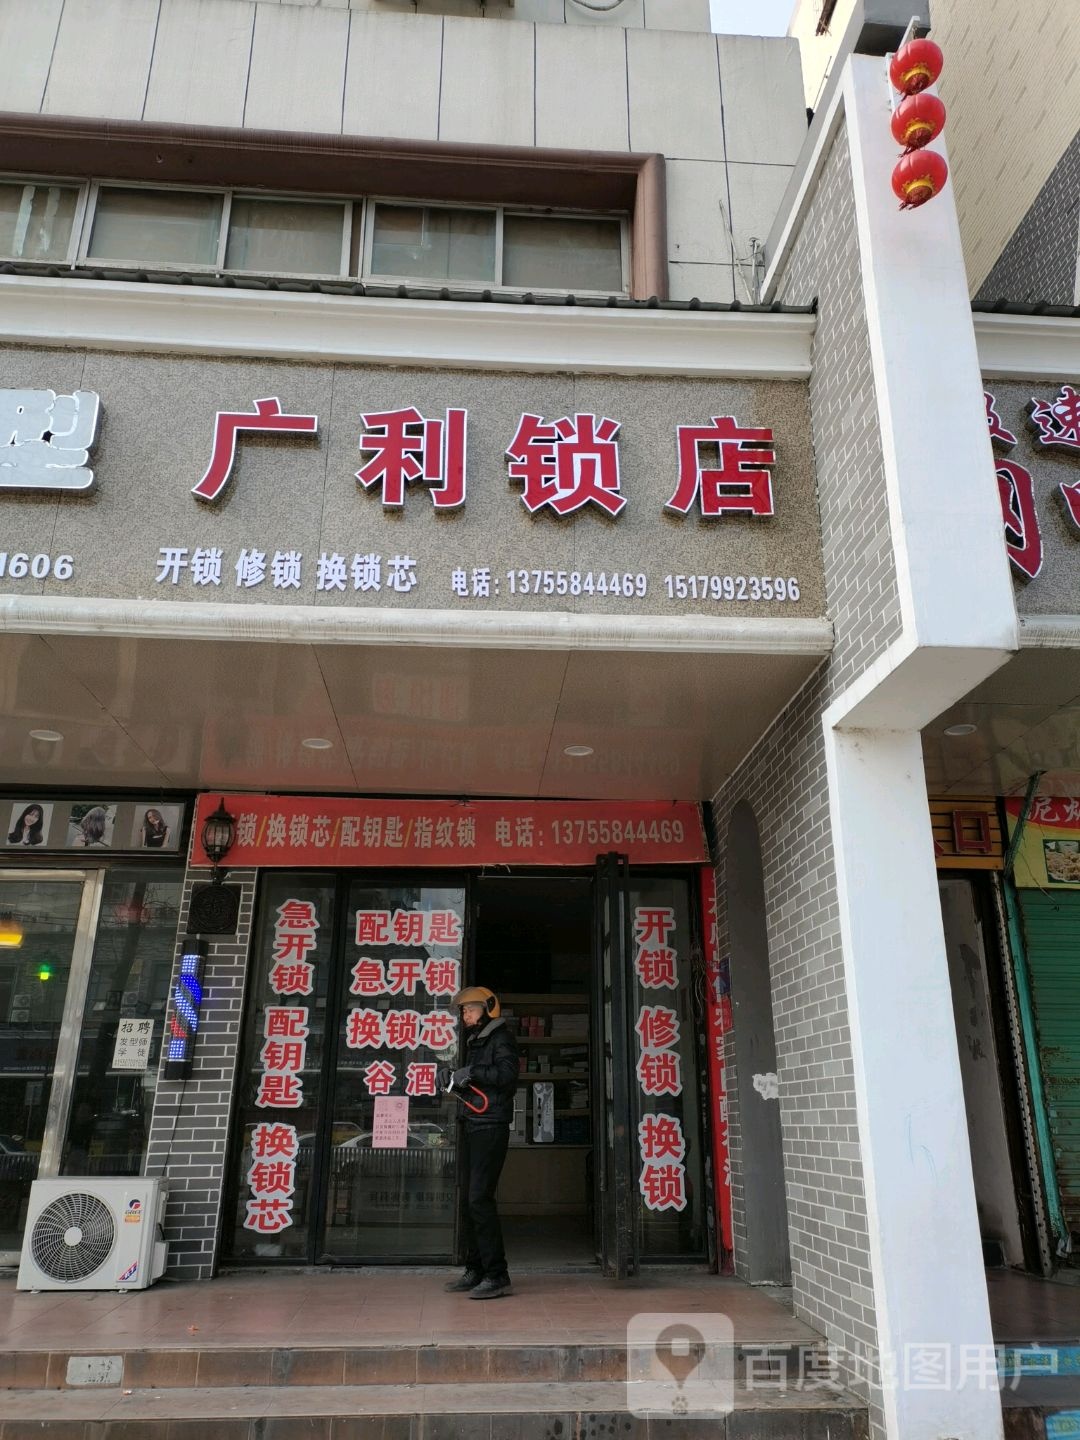 广利锁店
1606
开锁 修锁 换锁芯 电话:13755844469 15179923596
速
锁/换锁芯/配钥匙/指纹锁 电话:13755844469
急开锁 配钥匙 换锁芯
配钥匙
急开锁
换锁芯
谷酒
开锁 修锁 换锁
招聘
发型师
学徒
GREE
百度地图用户